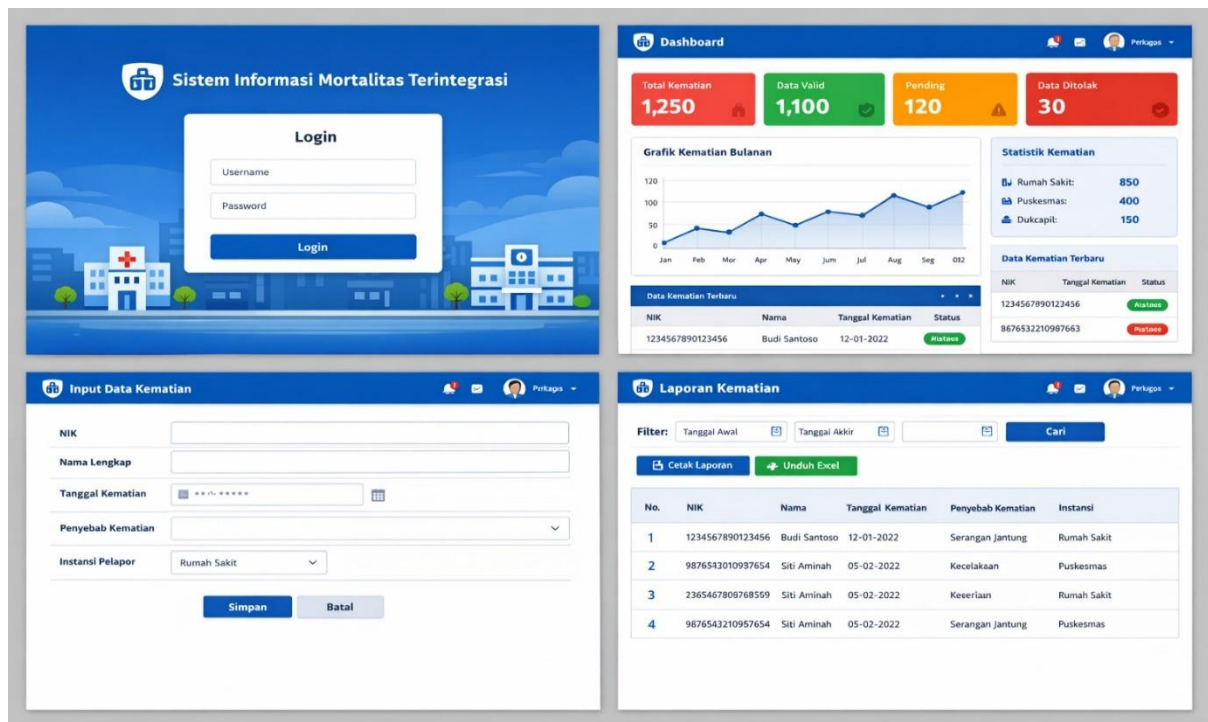 Sistem Informasi Mortalitas Terintegrasi
Login
Username
Password
Login
Dashboard
Total Kematian
1,250
Data Valid
1,100
Pending
120
Data Ditolak
30
Grafik Kematian Bulanan
120
100
50
0
Jan Feb Mor Apr May Jum Jul Aug Seg 012
Statistik Kematian
Rumah Sakit: 850
Puskesmas: 400
Dukcapil: 150
Data Kematian Terbaru
NIK Tanggal Kematian Status
1234567890123456 Budi Santoso 12-01-2022
NIK Nama Tanggal Kematian Status
Data Kematian Terbaru
1234567890123456
8676532210987663
Input Data Kematian
NIK
Nama Lengkap
Tanggal Kematian
Penyebab Kematian
Instansi Pelapor Rumah Sakit
Simpan Batal
Laporan Kematian
Filter: Tanggal Awal Tanggal Akkir Cari
Cetak Laporan Unduh Excel
No. NIK Nama Tanggal Kematian Penyebab Kematian Instansi
1 1234567890123456 Budi Santoso 12-01-2022 Serangan Jantung Rumah Sakit
2 9876543010937654 Siti Aminah 05-02-2022 Kecelakaan Puskesmas
3 2365467806768559 Siti Aminah 05-02-2022 Rumah Sakit
4 9876543210957654 Siti Aminah 05-02-2022 Serangan Jantung Puskesmas